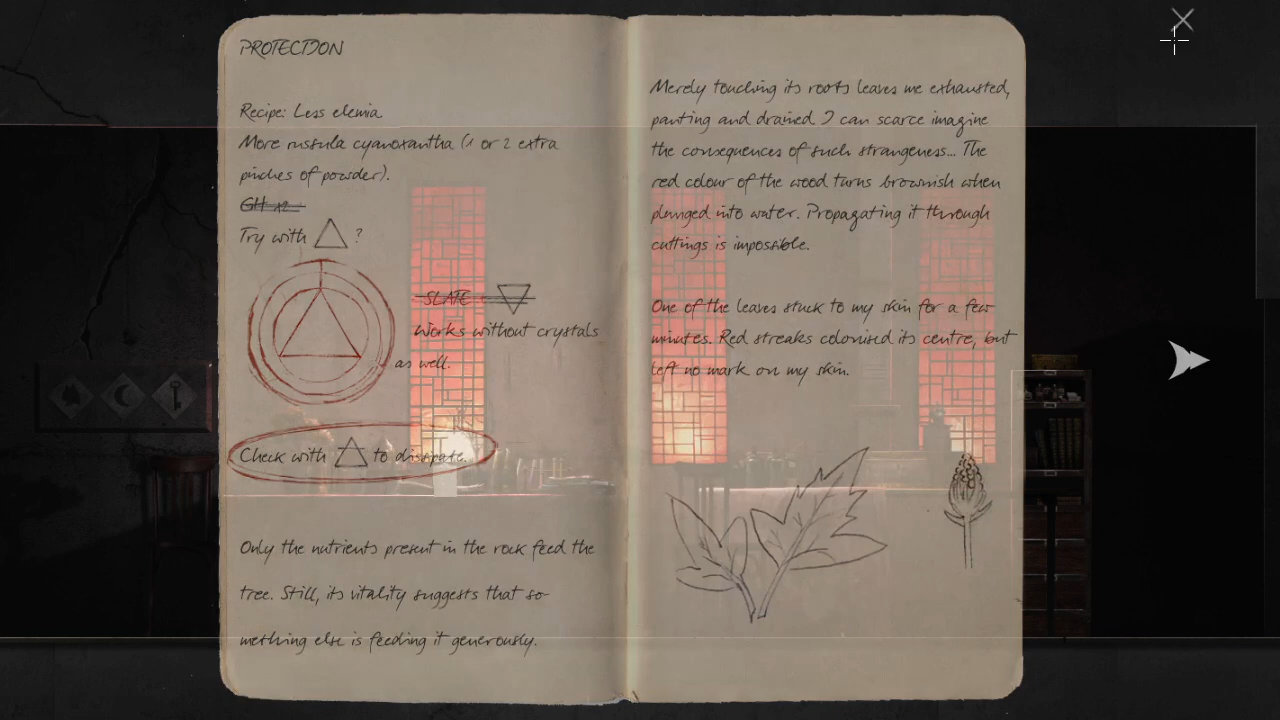 PROTECTION
Recipe: Less elemia
More russula cyanoxantha (1 or 2 extra
pinches of powder).
GH x2
Try with △ ?
SLATE - ▽
Works without crystals
as well.
Check with △ to dissipate.
Only the nutrients present in the rock feed the
tree. Still, its vitality suggests that so-
mething else is feeding it generously.
Merely touching its roots leaves me exhausted,
panting and drained. I can scarce imagine
the consequences of such strangeness... The
red colour of the wood turns brownish when
plunged into water. Propagating it through
cuttings is impossible.
One of the leaves stuck to my skin for a few
minutes. Red streaks colonised its centre, but
left no mark on my skin.